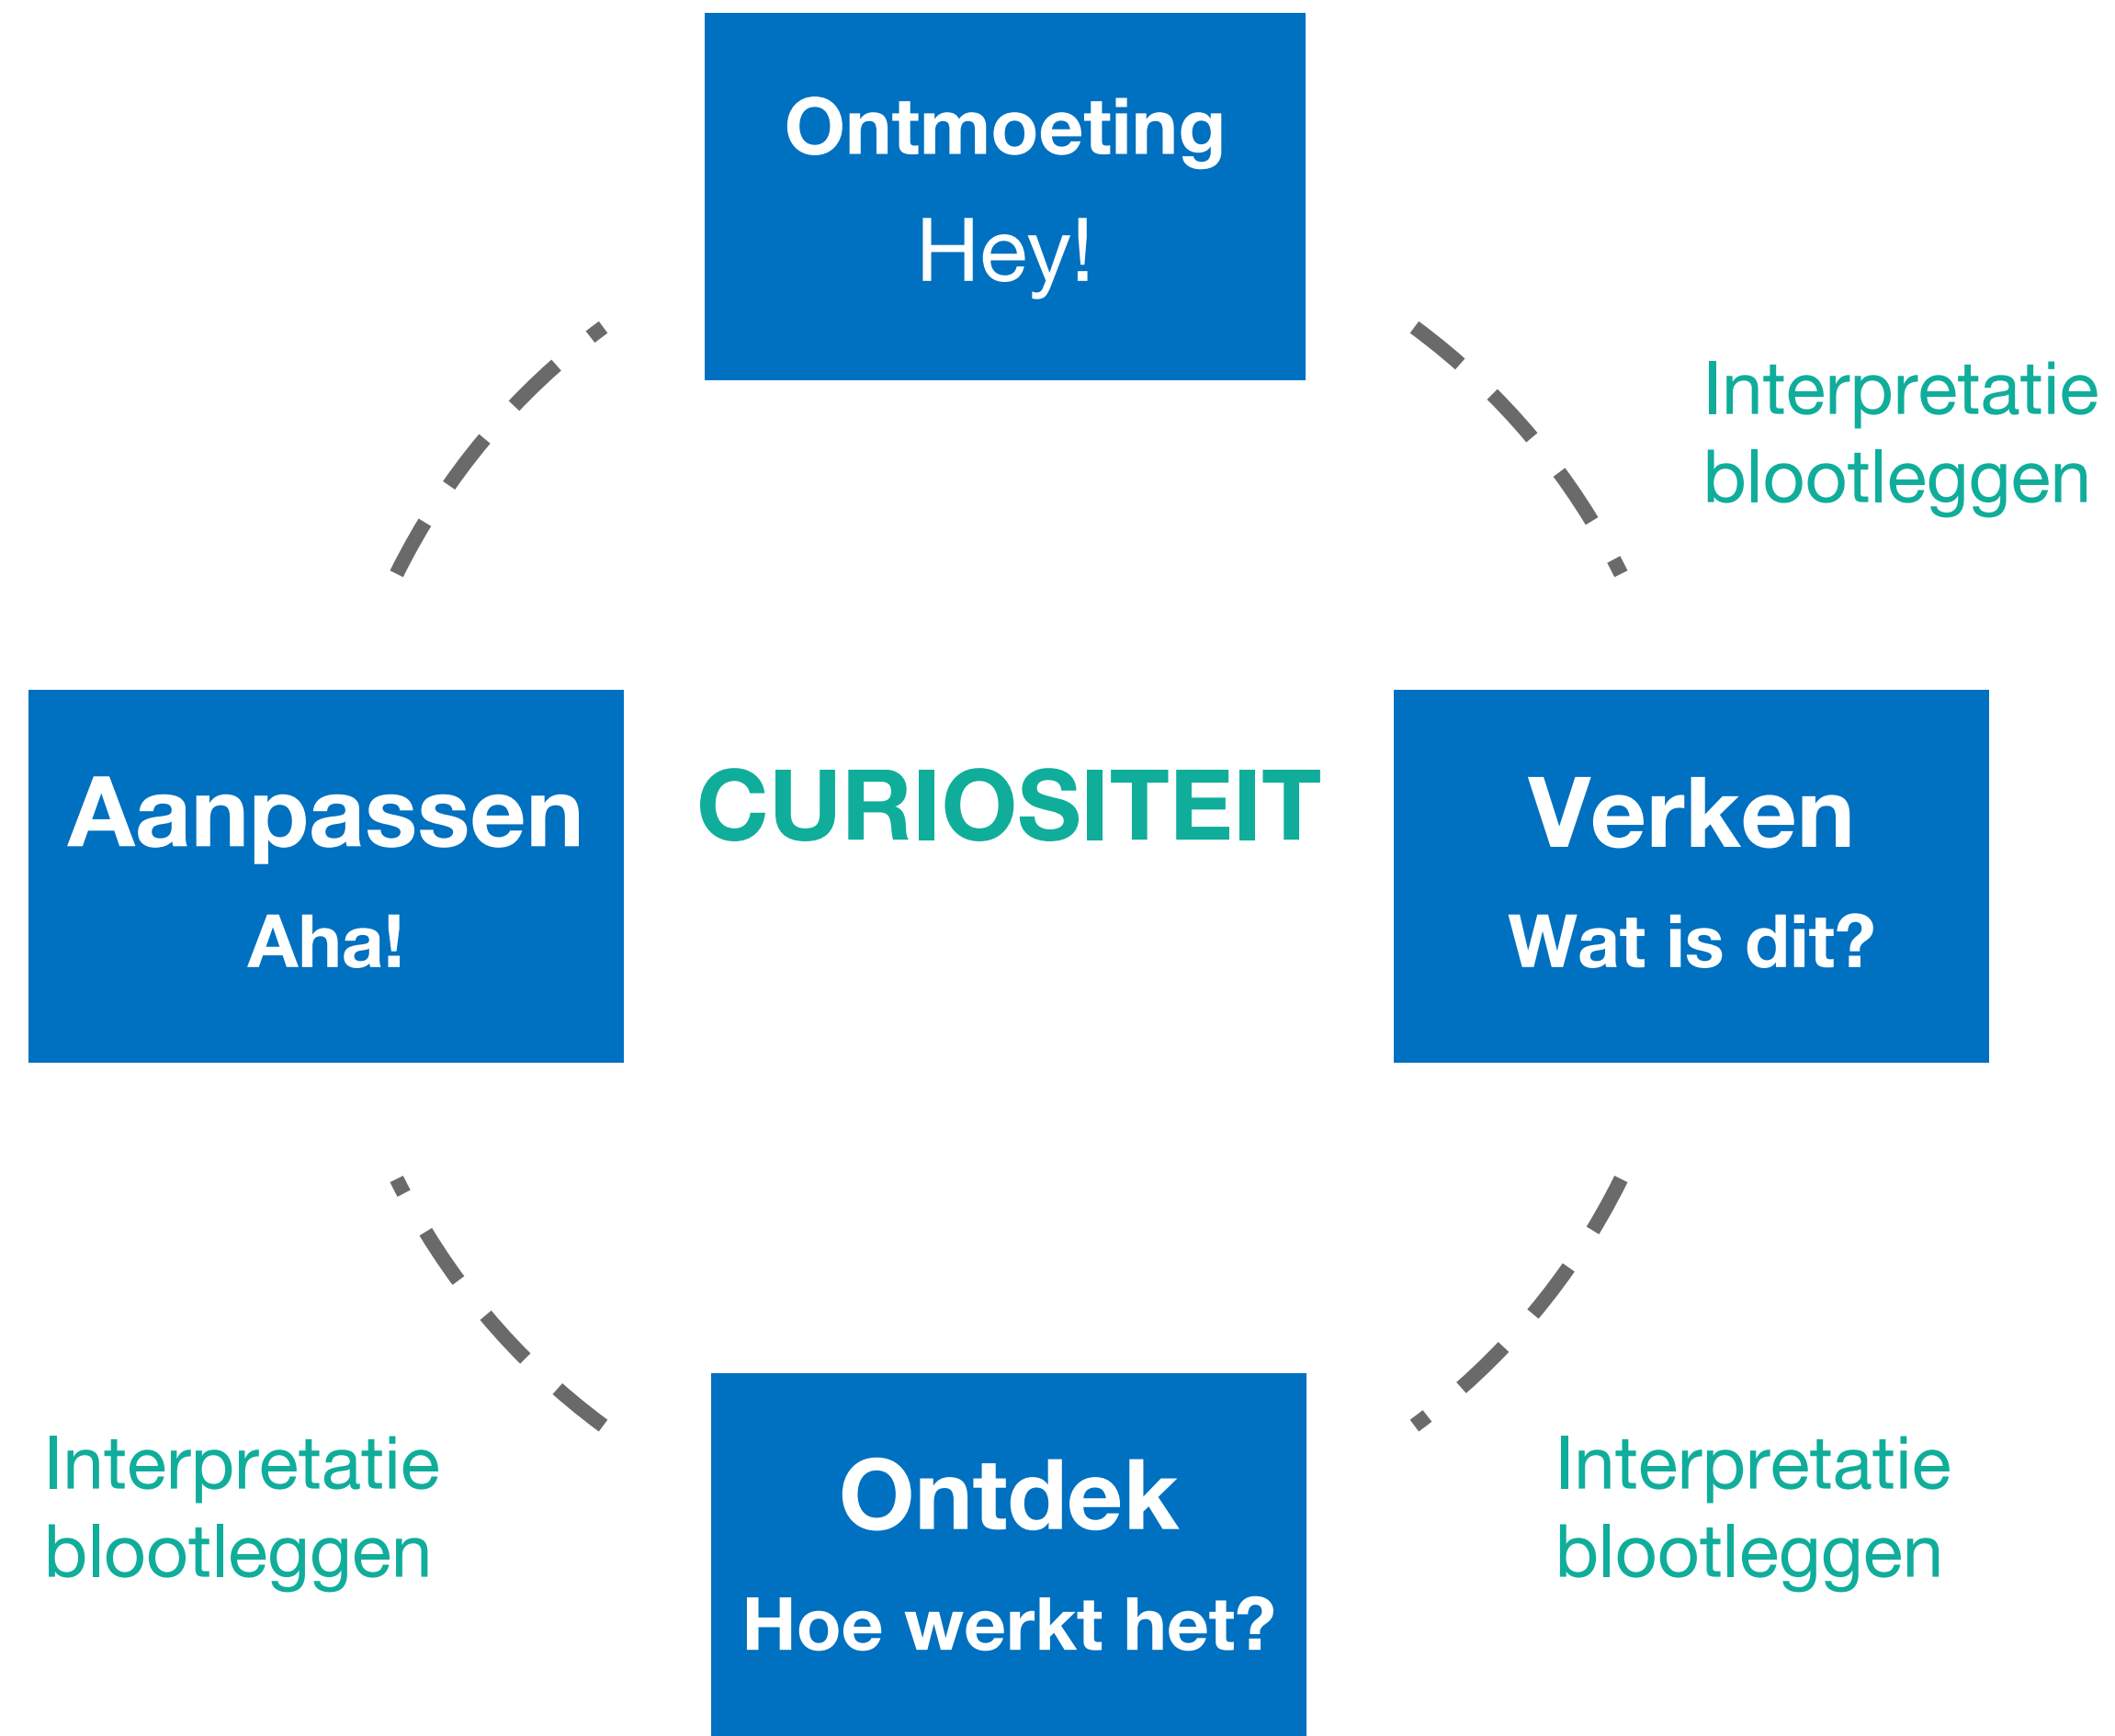 Ontmoeting
Hey!
Interpretatie
blootleggen
Aanpassen
Aha!
CURIOSITEIT
Verken
Wat is dit?
Interpretatie
blootleggen
Ontdek
Hoe werkt het?
Interpretatie
blootleggen